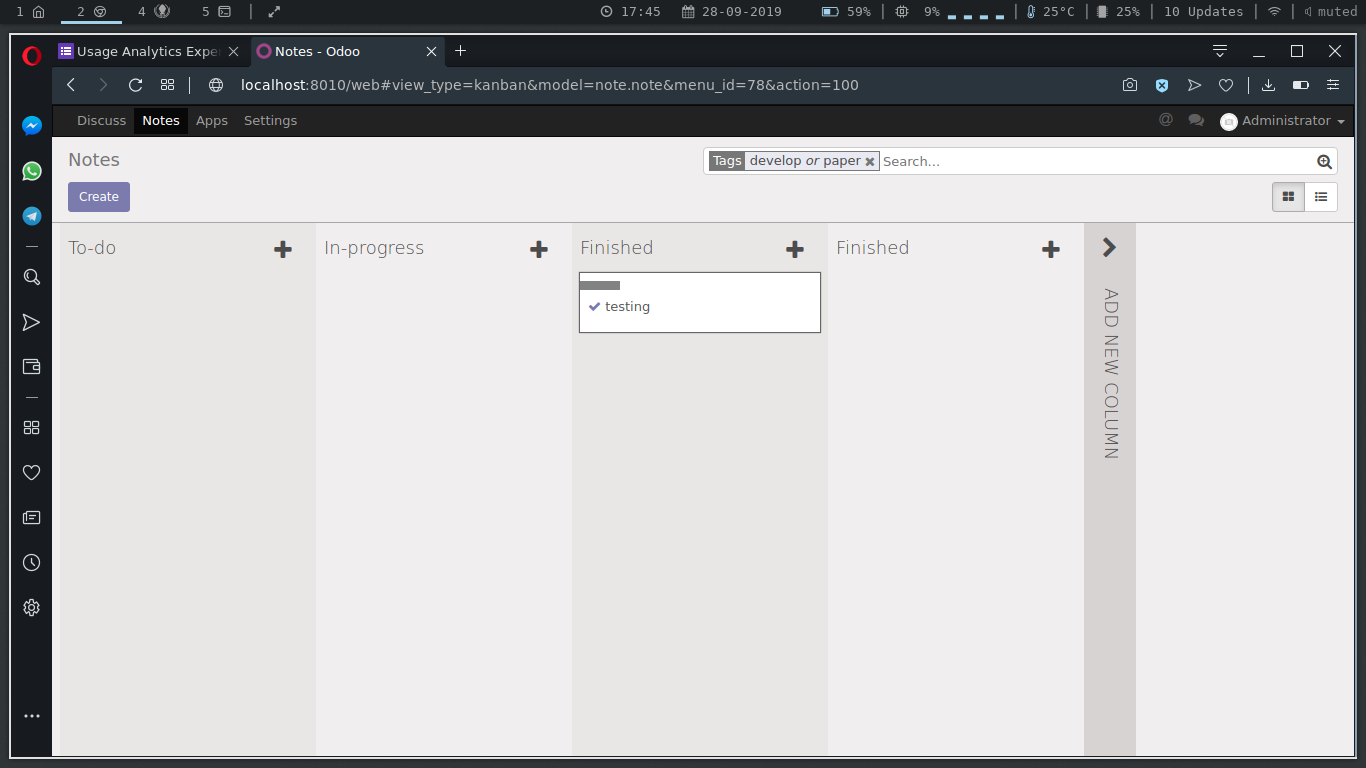 1 2 4 5 17:45 28-09-2019 59% 9% 25°C 25% 10 Updates muted
Usage Analytics Expe Notes - Odoo
localhost:8010/web#view_type=kanban&model=note.note&menu_id=78&action=100
Discuss Notes Apps Settings @ Administrator
Notes Tags develop or paper Search...
Create
To-do In-progress Finished Finished
testing
ADD NEW COLUMN